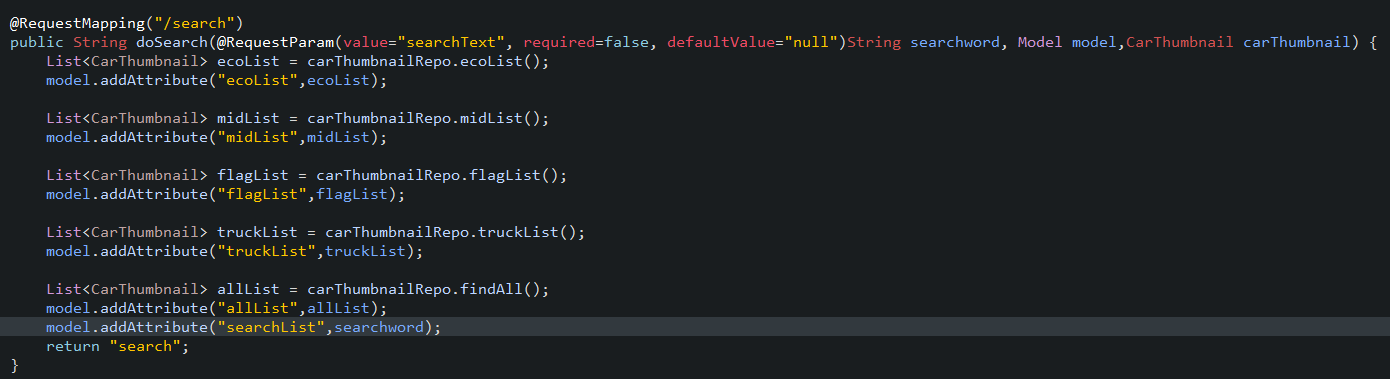 @RequestMapping("/search")
public String doSearch(@RequestParam(value="searchText", required=false, defaultValue="null")String searchword, Model model,CarThumbnail carThumbnail) {
List<CarThumbnail> ecoList = carThumbnailRepo.ecoList();
model.addAttribute("ecoList",ecoList);
List<CarThumbnail> midList = carThumbnailRepo.midList();
model.addAttribute("midList",midList);
List<CarThumbnail> flagList = carThumbnailRepo.flagList();
model.addAttribute("flagList",flagList);
List<CarThumbnail> truckList = carThumbnailRepo.truckList();
model.addAttribute("truckList",truckList);
List<CarThumbnail> allList = carThumbnailRepo.findAll();
model.addAttribute("allList",allList);
model.addAttribute("searchList",searchword);
return "search";
}